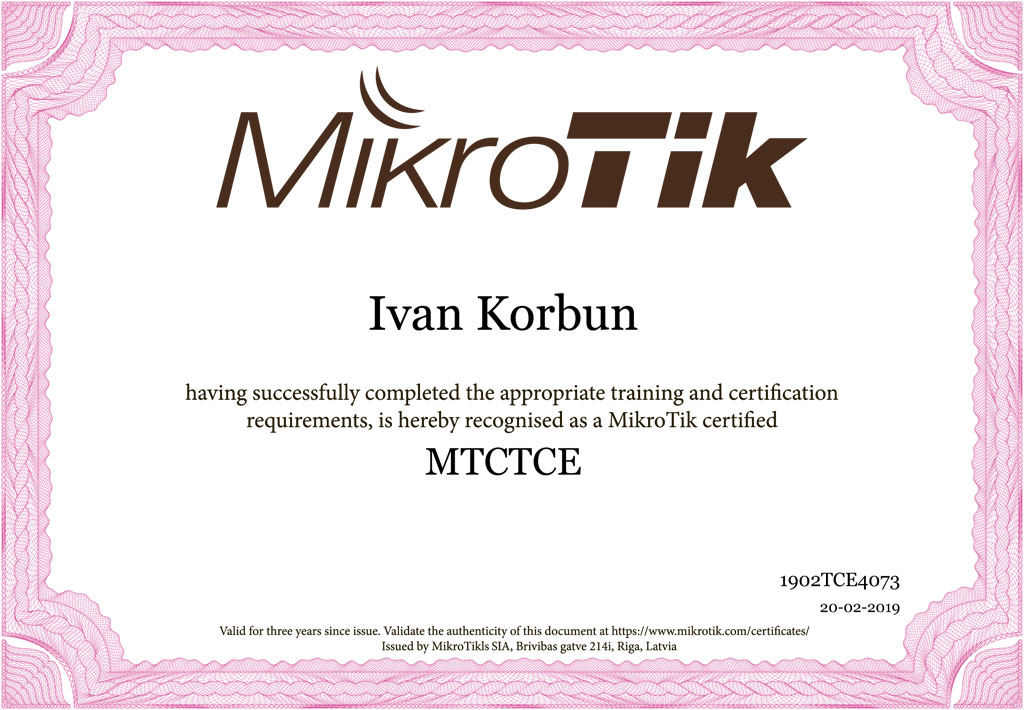 MikroTik
Ivan Korbun
having successfully completed the appropriate training and certification
requirements, is hereby recognised as a MikroTik certified
MTCTCE
1902TCE4073
20-02-2019
Valid for three years since issue. Validate the authenticity of this document at https://www.mikrotik.com/certificates/
Issued by MikroTikls SIA, Brivibas gatve 214i, Riga, Latvia